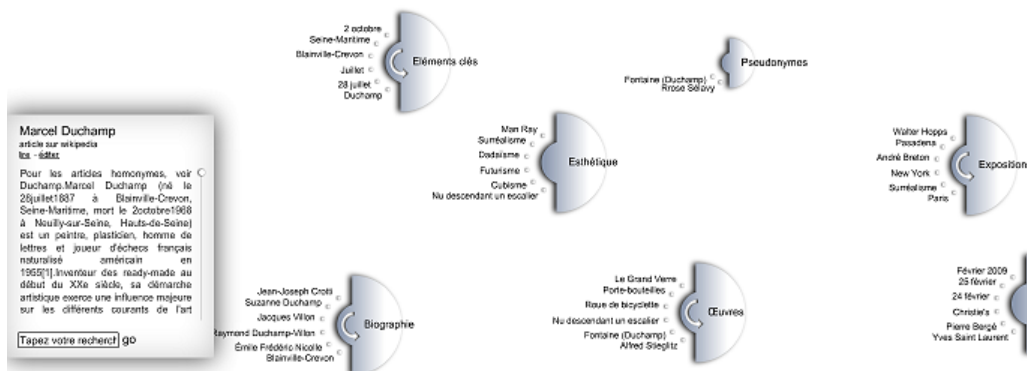 2 octobre
Seine-Maritime
Blainville-Crevon
Juillet
28 juillet
Duchamp
Eléments clés
Pseudonymes
Fontaine (Duchamp)
Rrose Sélavy
Marcel Duchamp
article sur wikipedia
lire - éditer
Pour les articles homonymes, voir
Duchamp.Marcel Duchamp (né le
28juillet1887 à Blainville-Crevon,
Seine-Maritime, mort le 2octobre1968
à Neuilly-sur-Seine, Hauts-de-Seine)
est un peintre, plasticien, homme de
lettres et joueur d'échecs français
naturalisé américain en
1955[1].Inventeur des ready-made au
début du XXe siècle, sa démarche
artistique exerce une influence majeure
sur les différents courants de l'art
Tapez votre recherch go
Man Ray
Surréalisme
Dadaïsme
Futurisme
Cubisme
Nu descendant un escalier
Esthétique
Walter Hopps
Pasadena
André Breton
New York
Surréalisme
Paris
Exposition
Jean-Joseph Crotti
Suzanne Duchamp
Jacques Villon
Raymond Duchamp-Villon
Émile Frédéric Nicolle
Blainville-Crevon
Biographie
Le Grand Verre
Porte-bouteilles
Roue de bicyclette
Nu descendant un escalier
Fontaine (Duchamp)
Alfred Stieglitz
Œuvres
Février 2009
25 février
24 février
Christie's
Pierre Bergé
Yves Saint Laurent